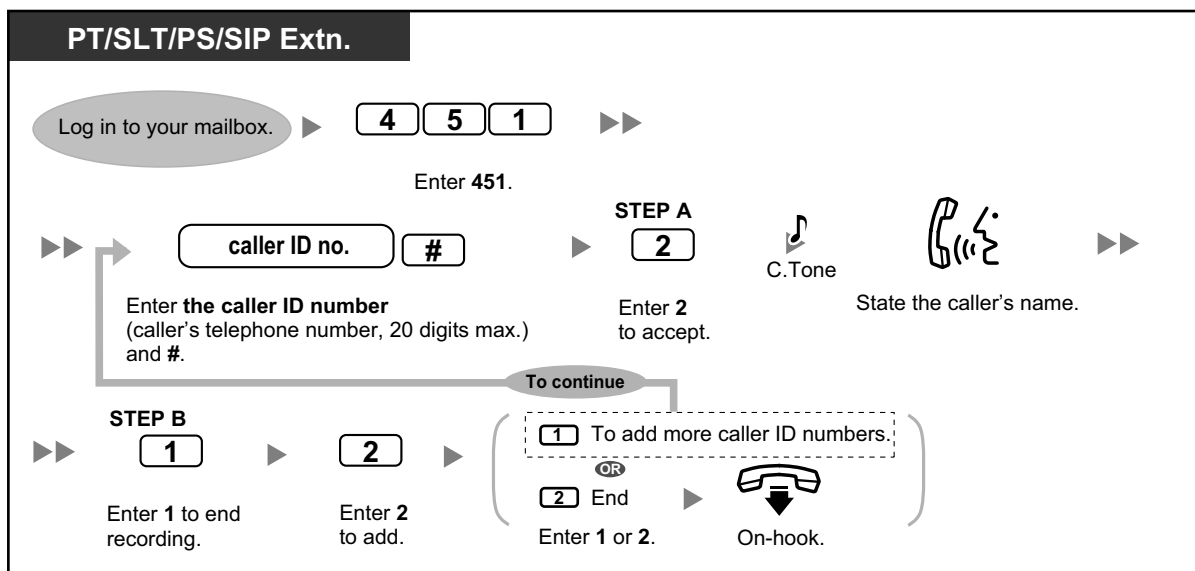 PT/SLT/PS/SIP Extn.
Log in to your mailbox.
4 5 1
Enter 451.
caller ID no. #
Enter the caller ID number
(caller's telephone number, 20 digits max.)
and #.
STEP A
2
Enter 2
to accept.
C.Tone
State the caller's name.
To continue
STEP B
1
Enter 1 to end
recording.
2
Enter 2
to add.
1 To add more caller ID numbers.
OR
2 End
Enter 1 or 2.
On-hook.